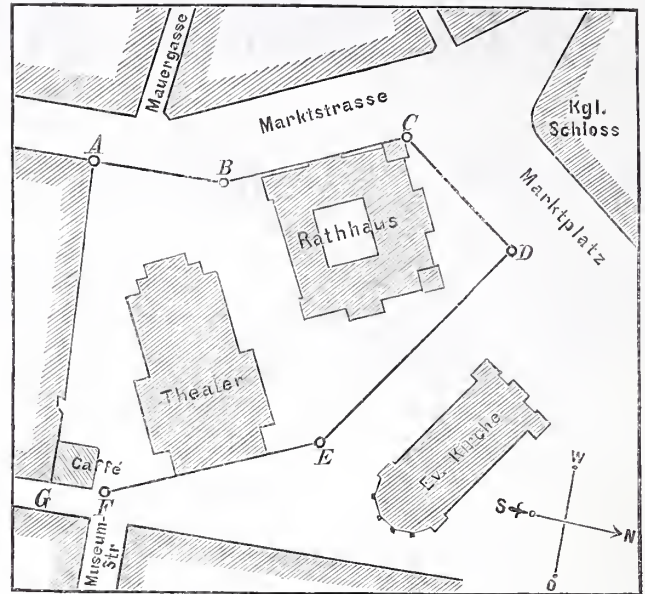 Mauergasse
Marktstrasse
Kgl.
Schloss
Marktplatz
A
B
C
D
Rathhaus
Theater
E
Ev. Kirche
Caffé
G
F
Museum-
Str
W
S
N
O